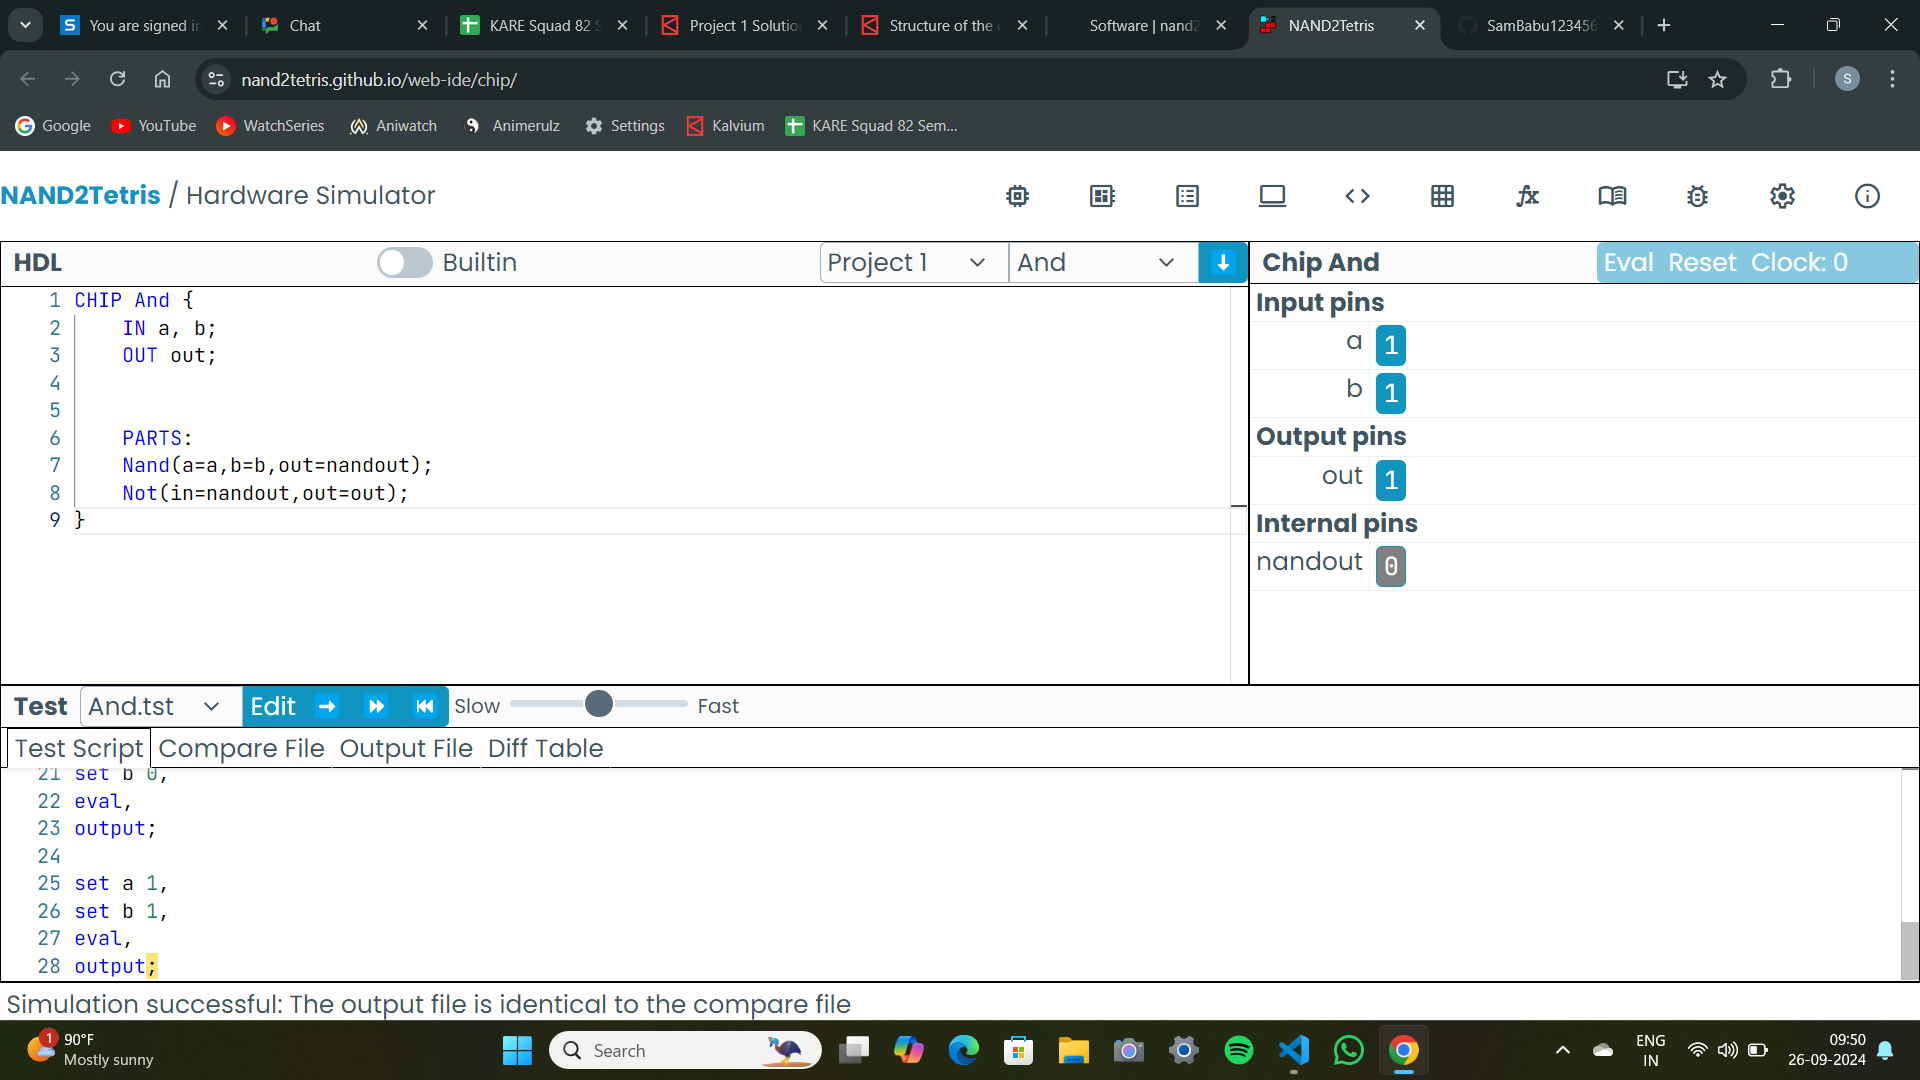 You are signed in
Chat
KARE Squad 82 S
Project 1 Solutio
Structure of the
Software | nand2
NAND2Tetris
SamBabu123456
nand2tetris.github.io/web-ide/chip/
S
Google
YouTube
WatchSeries
Aniwatch
Animerulz
Settings
Kalvium
KARE Squad 82 Sem...
NAND2Tetris / Hardware Simulator
HDL
Builtin
Project 1
And
Chip And
Eval Reset Clock: 0
1 CHIP And {
2 IN a, b;
3 OUT out;
4
5
6 PARTS:
7 Nand(a=a,b=b,out=nandout);
8 Not(in=nandout,out=out);
9 }
Input pins
a 1
b 1
Output pins
out 1
Internal pins
nandout 0
Test And.tst Edit Slow Fast
Test Script Compare File Output File Diff Table
21 set b 0,
22 eval,
23 output;
24
25 set a 1,
26 set b 1,
27 eval,
28 output;
Simulation successful: The output file is identical to the compare file
1
90°F
Mostly sunny
Search
ENG
IN
09:50
26-09-2024